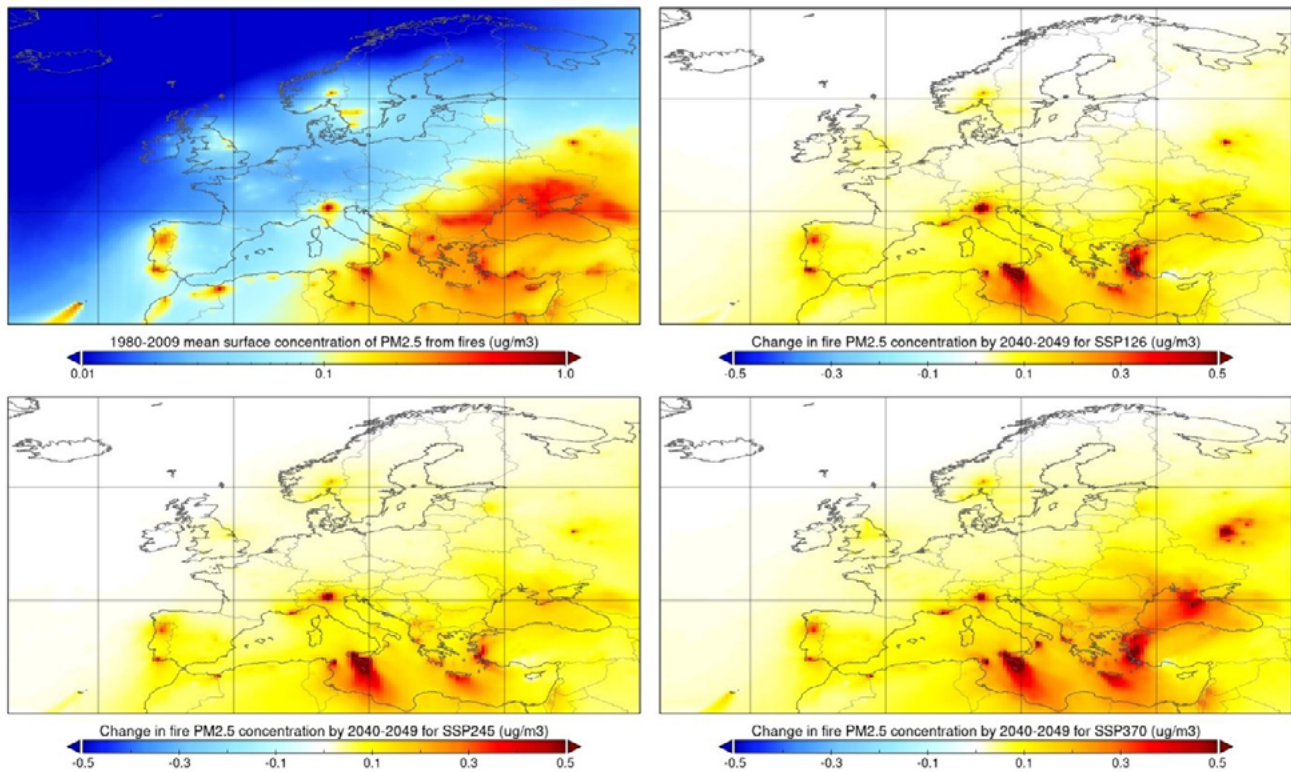 1980-2009 mean surface concentration of PM2.5 from fires (ug/m3)
0.01 0.1 1.0
Change in fire PM2.5 concentration by 2040-2049 for SSP126 (ug/m3)
-0.5 -0.3 -0.1 0.1 0.3 0.5
Change in fire PM2.5 concentration by 2040-2049 for SSP245 (ug/m3)
-0.5 -0.3 -0.1 0.1 0.3 0.5
Change in fire PM2.5 concentration by 2040-2049 for SSP370 (ug/m3)
-0.5 -0.3 -0.1 0.1 0.3 0.5